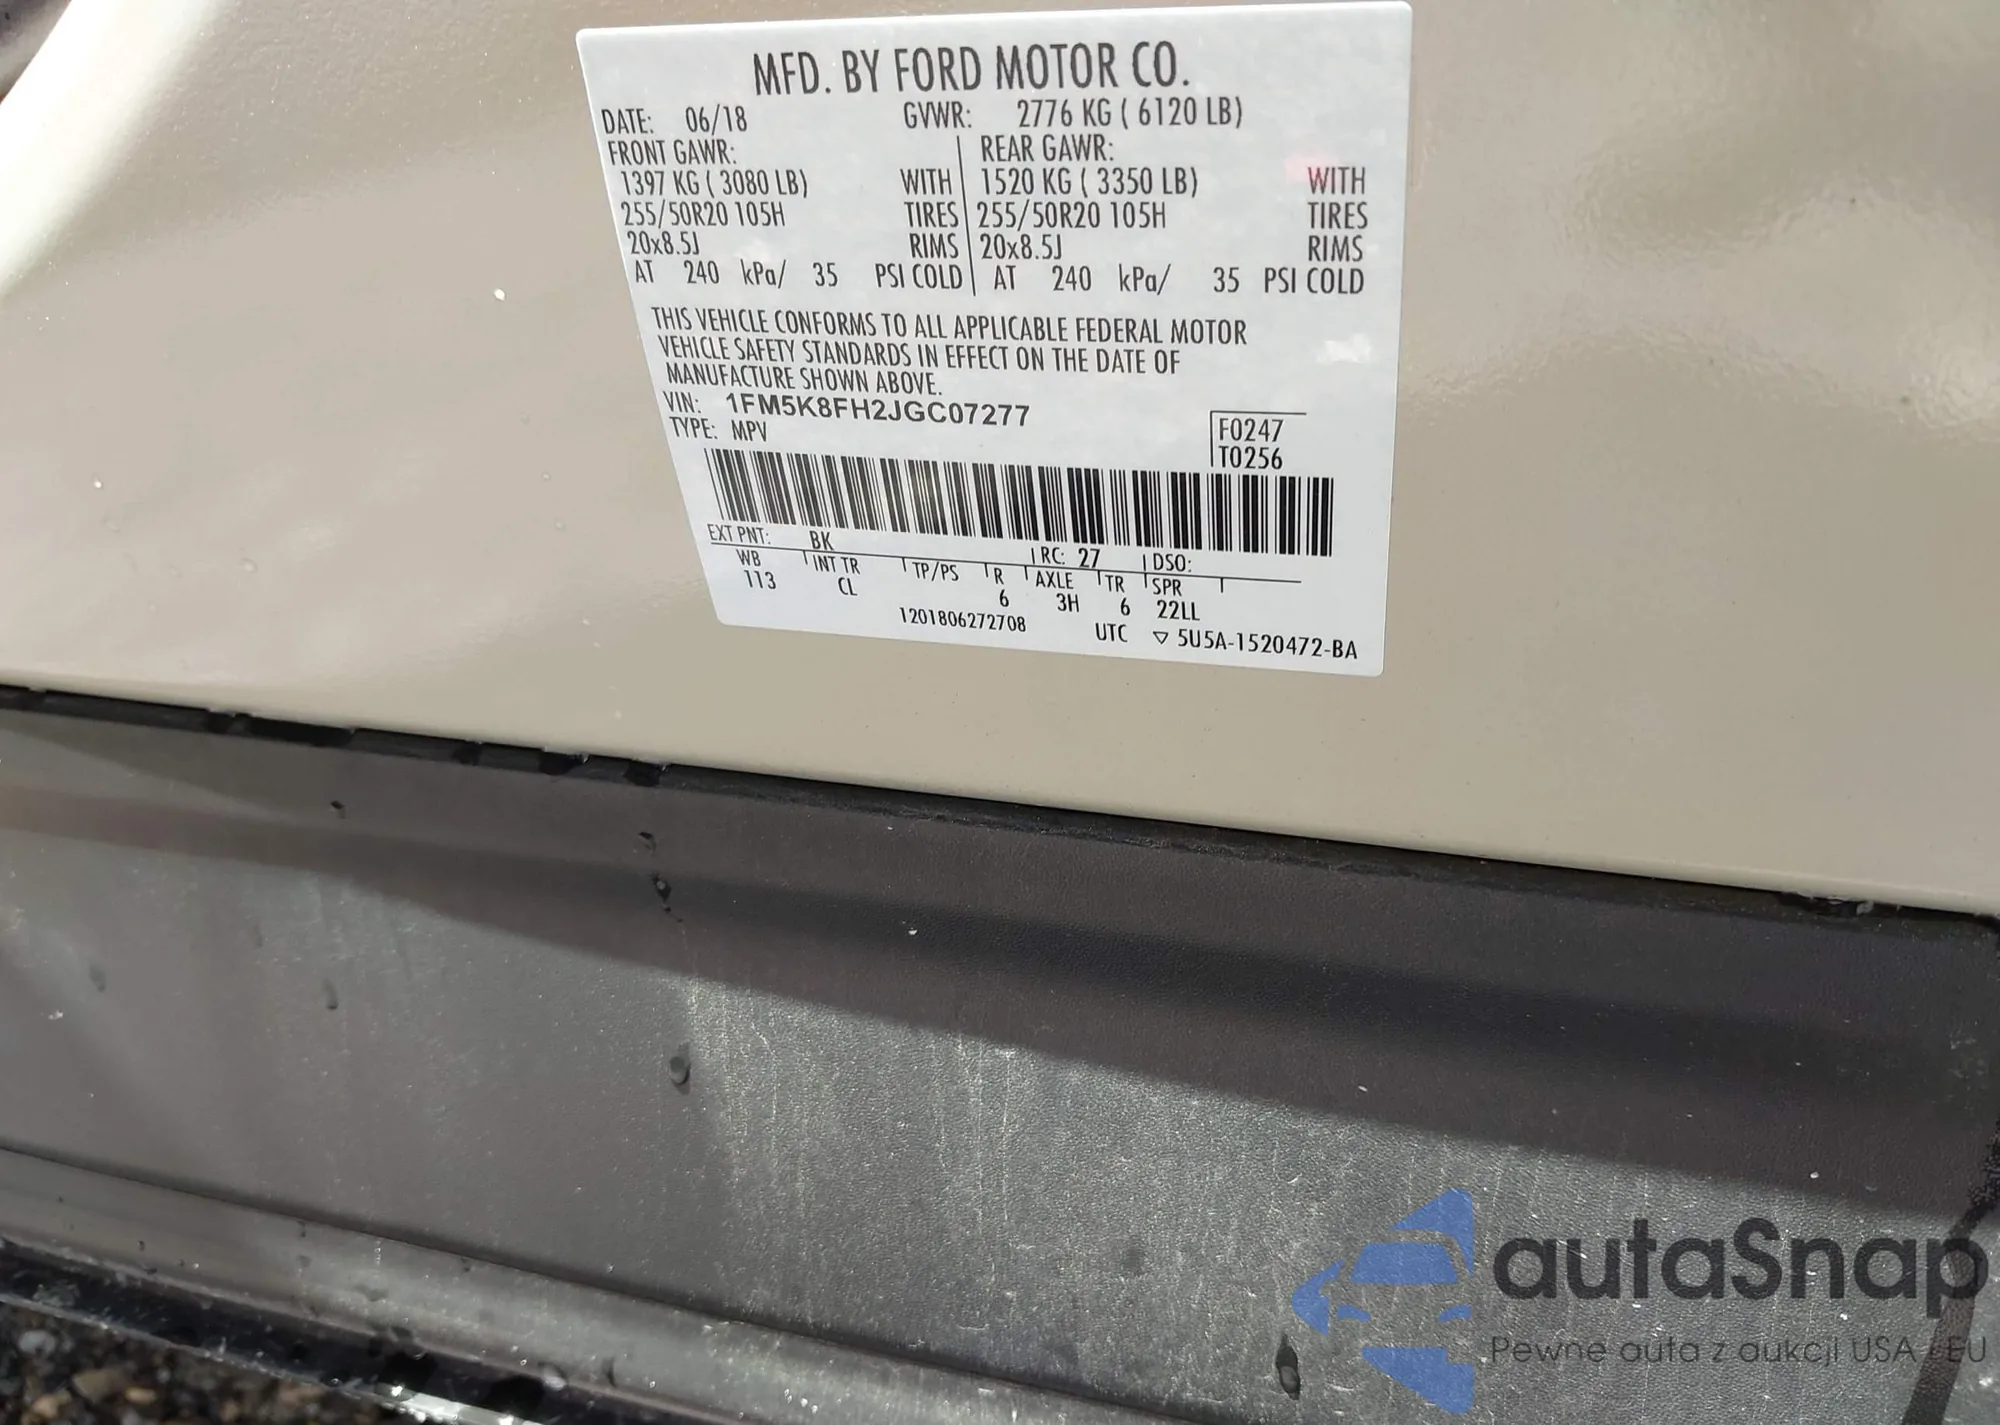 MFD. BY FORD MOTOR CO.
DATE: 06/18 GVWR: 2776 KG ( 6120 LB)
FRONT GAWR: REAR GAWR:
1397 KG ( 3080 LB) WITH 1520 KG ( 3350 LB) WITH
255/50R20 105H TIRES 255/50R20 105H TIRES
20x8.5J RIMS 20x8.5J RIMS
AT 240 kPa/ 35 PSI COLD AT 240 kPa/ 35 PSI COLD
THIS VEHICLE CONFORMS TO ALL APPLICABLE FEDERAL MOTOR
VEHICLE SAFETY STANDARDS IN EFFECT ON THE DATE OF
MANUFACTURE SHOWN ABOVE.
VIN: 1FM5K8FH2JGC07277
TYPE: MPV
F0247
T0256
EXT PNT: BK RC: 27 DSO:
WB INT TR TP/PS R AXLE TR SPR
113 CL 6 3H 6 22LL
1201806272708 UTC ▽ 5U5A-1520472-BA
autaSnap
Pewne auta z aukcji USA i EU